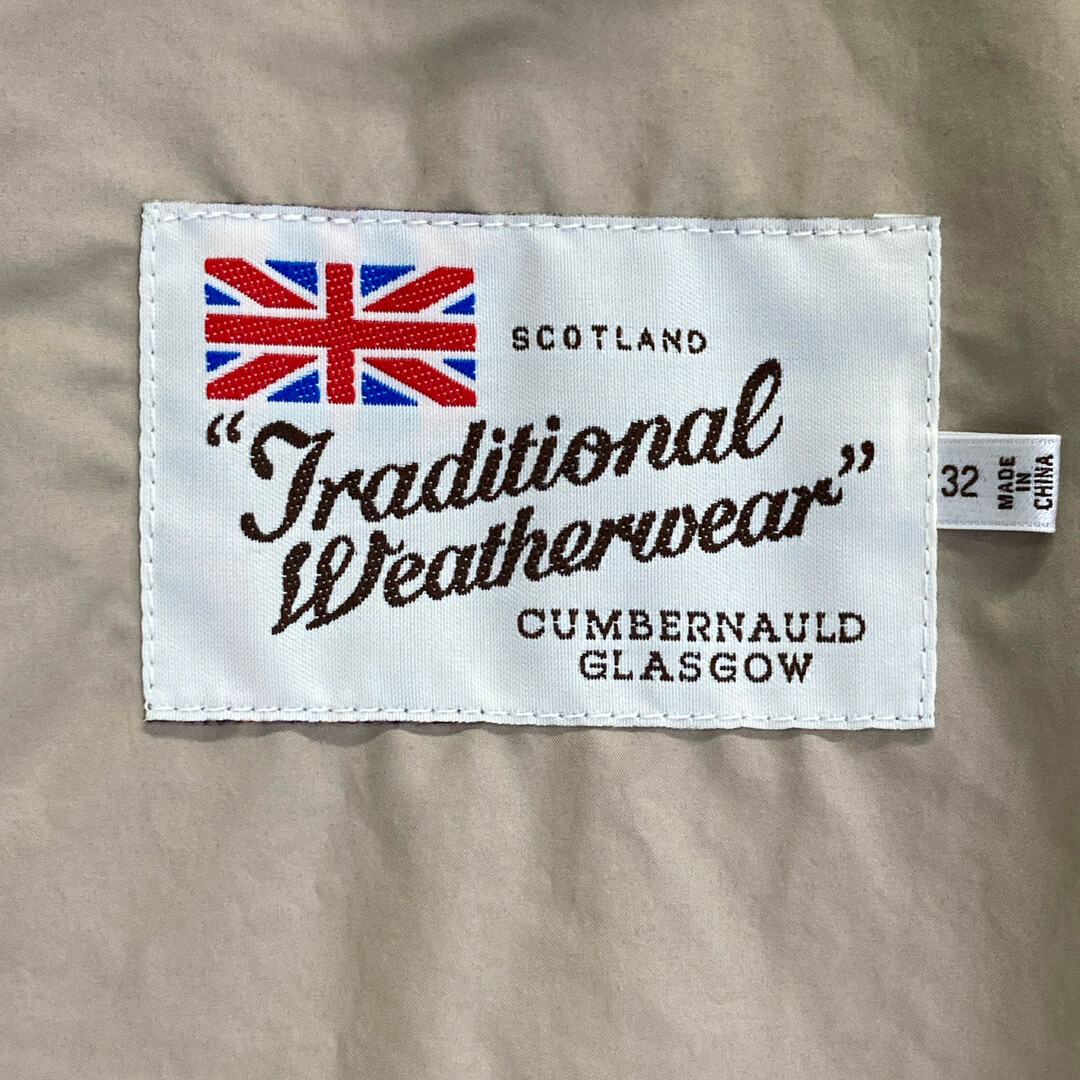 SCOTLAND
“Traditional
Weatherwear”
CUMBERNAULD
GLASGOW
32
MADE
IN
CHINA